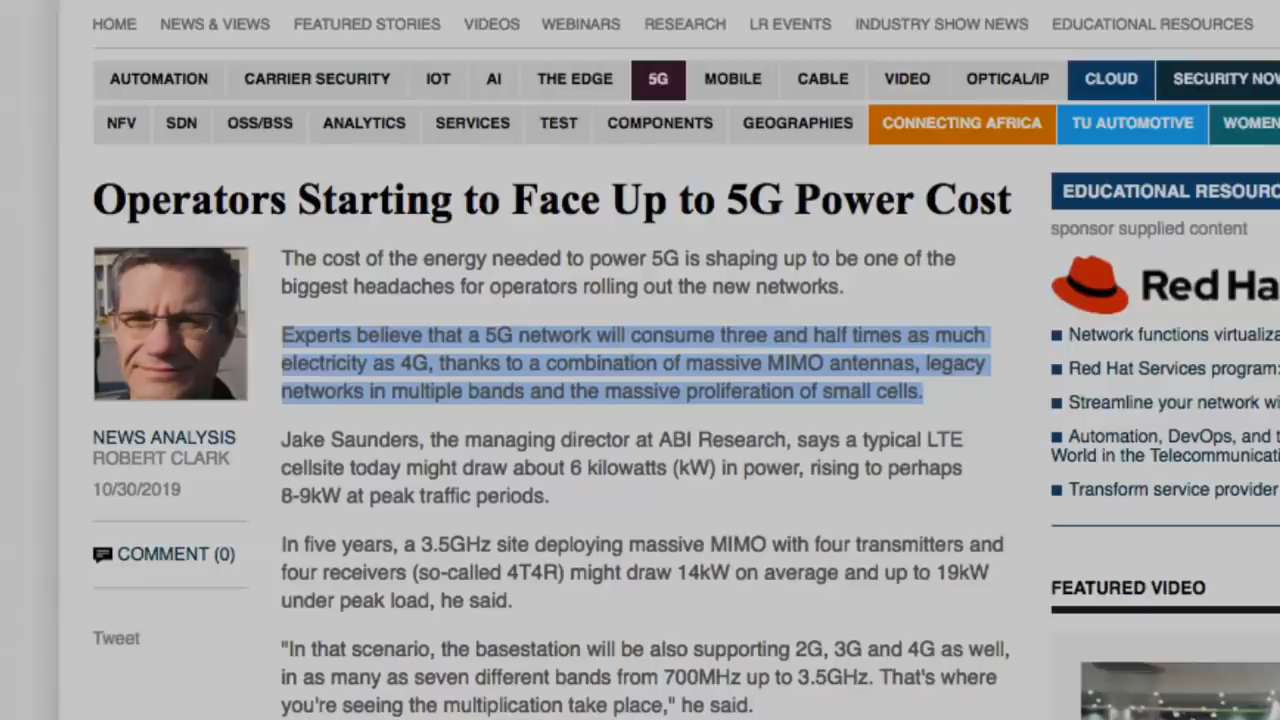 HOME NEWS & VIEWS FEATURED STORIES VIDEOS WEBINARS RESEARCH LR EVENTS INDUSTRY SHOW NEWS EDUCATIONAL RESOURCES
AUTOMATION CARRIER SECURITY IOT AI THE EDGE 5G MOBILE CABLE VIDEO OPTICAL/IP CLOUD SECURITY NOW
NFV SDN OSS/BSS ANALYTICS SERVICES TEST COMPONENTS GEOGRAPHIES CONNECTING AFRICA TU AUTOMOTIVE WOMEN
Operators Starting to Face Up to 5G Power Cost
The cost of the energy needed to power 5G is shaping up to be one of the
biggest headaches for operators rolling out the new networks.
Experts believe that a 5G network will consume three and half times as much
electricity as 4G, thanks to a combination of massive MIMO antennas, legacy
networks in multiple bands and the massive proliferation of small cells.
NEWS ANALYSIS
ROBERT CLARK
10/30/2019
COMMENT (0)
Tweet
Jake Saunders, the managing director at ABI Research, says a typical LTE
cellsite today might draw about 6 kilowatts (kW) in power, rising to perhaps
8-9kW at peak traffic periods.
In five years, a 3.5GHz site deploying massive MIMO with four transmitters and
four receivers (so-called 4T4R) might draw 14kW on average and up to 19kW
under peak load, he said.
"In that scenario, the basestation will be also supporting 2G, 3G and 4G as well,
in as many as seven different bands from 700MHz up to 3.5GHz. That's where
you're seeing the multiplication take place," he said.
EDUCATIONAL
sponsor supplied content
Red
Network functions
Red Hat Services
Streamline your network
Automation, DevOps, and
World in the
Transform service provider
FEATURED VIDEO